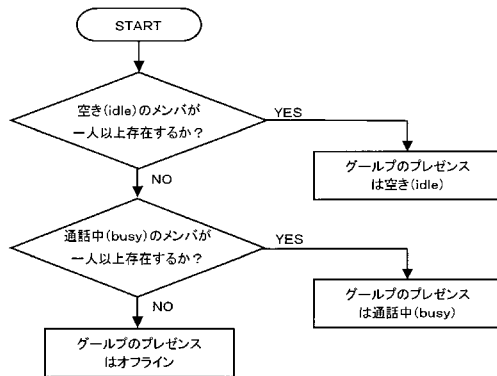 START
空き(idle)のメンバが
一人以上存在するか？
YES
グールプのプレゼンス
は空き(idle)
NO
通話中(busy)のメンバが
一人以上存在するか？
YES
グールプのプレゼンス
は通話中(busy)
NO
グールプのプレゼンス
はオフライン